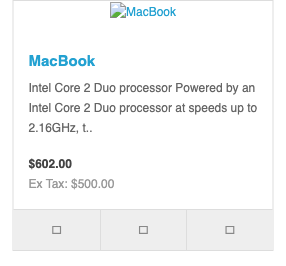 MacBook
MacBook
Intel Core 2 Duo processor Powered by an
Intel Core 2 Duo processor at speeds up to
2.16GHz, t..
$602.00
Ex Tax: $500.00